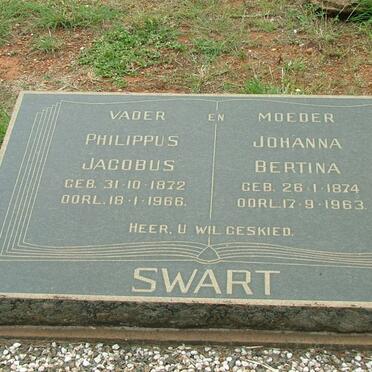 VADER EN MOEDER
PHILIPPUS JOHANNA
JACOBUS BERTINA
GEB. 31·10·1872 GEB. 26·1·1874
OORL. 18·1·1966. OORL. 17·9·1963.
HEER, U WIL GESKIED.
SWART